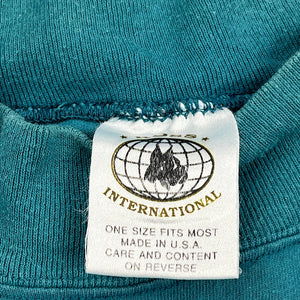 INTERNATIONAL
ONE SIZE FITS MOST
MADE IN U.S.A.
CARE AND CONTENT
ON REVERSE